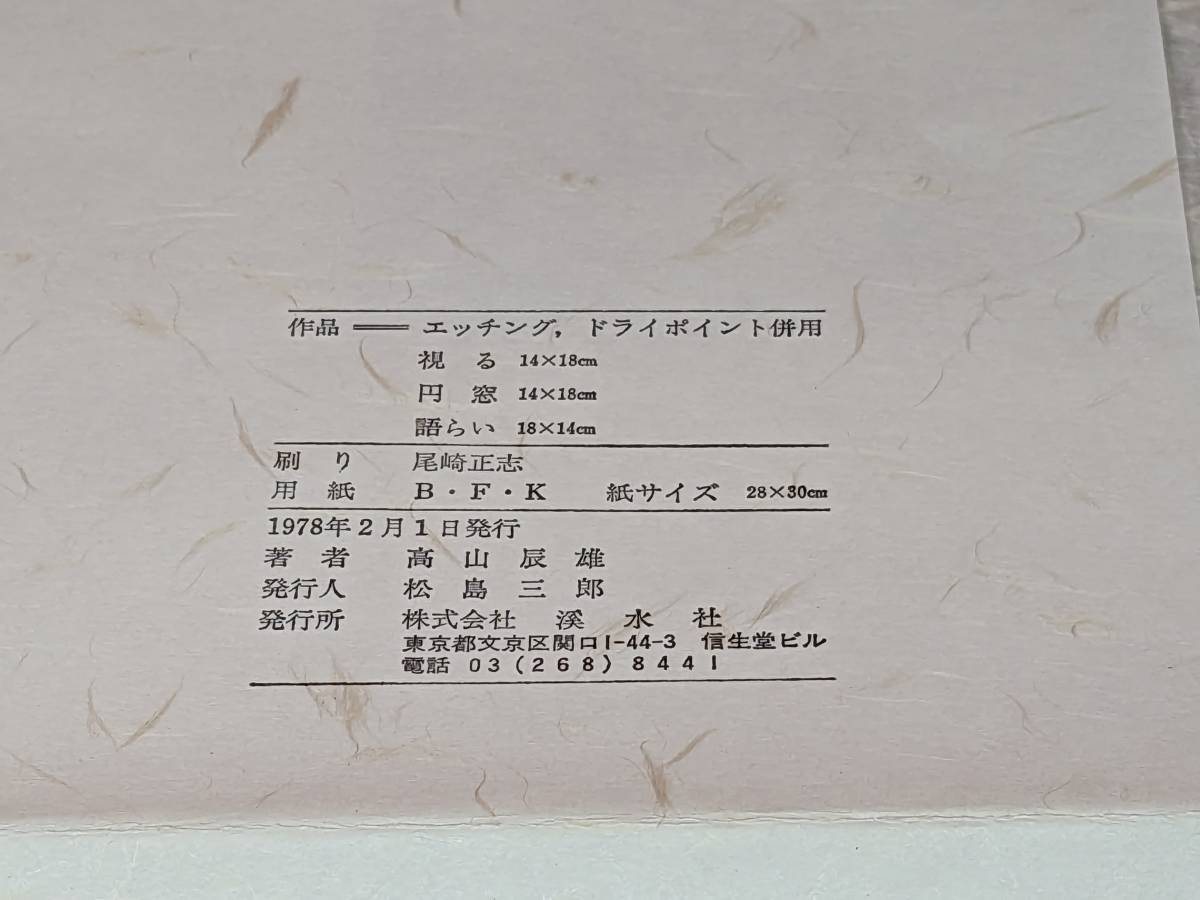 作品 ══ エッチング，ドライポイント併用
視る 14×18cm
円窓 14×18cm
語らい 18×14cm
刷り 尾崎正志
用紙 B・F・K 紙サイズ 28×30cm
1978年2月1日発行
著者 高山辰雄
発行人 松島三郎
発行所 株式会社 溪水社
東京都文京区関口1-44-3 信生堂ビル
電話 03(268)8441